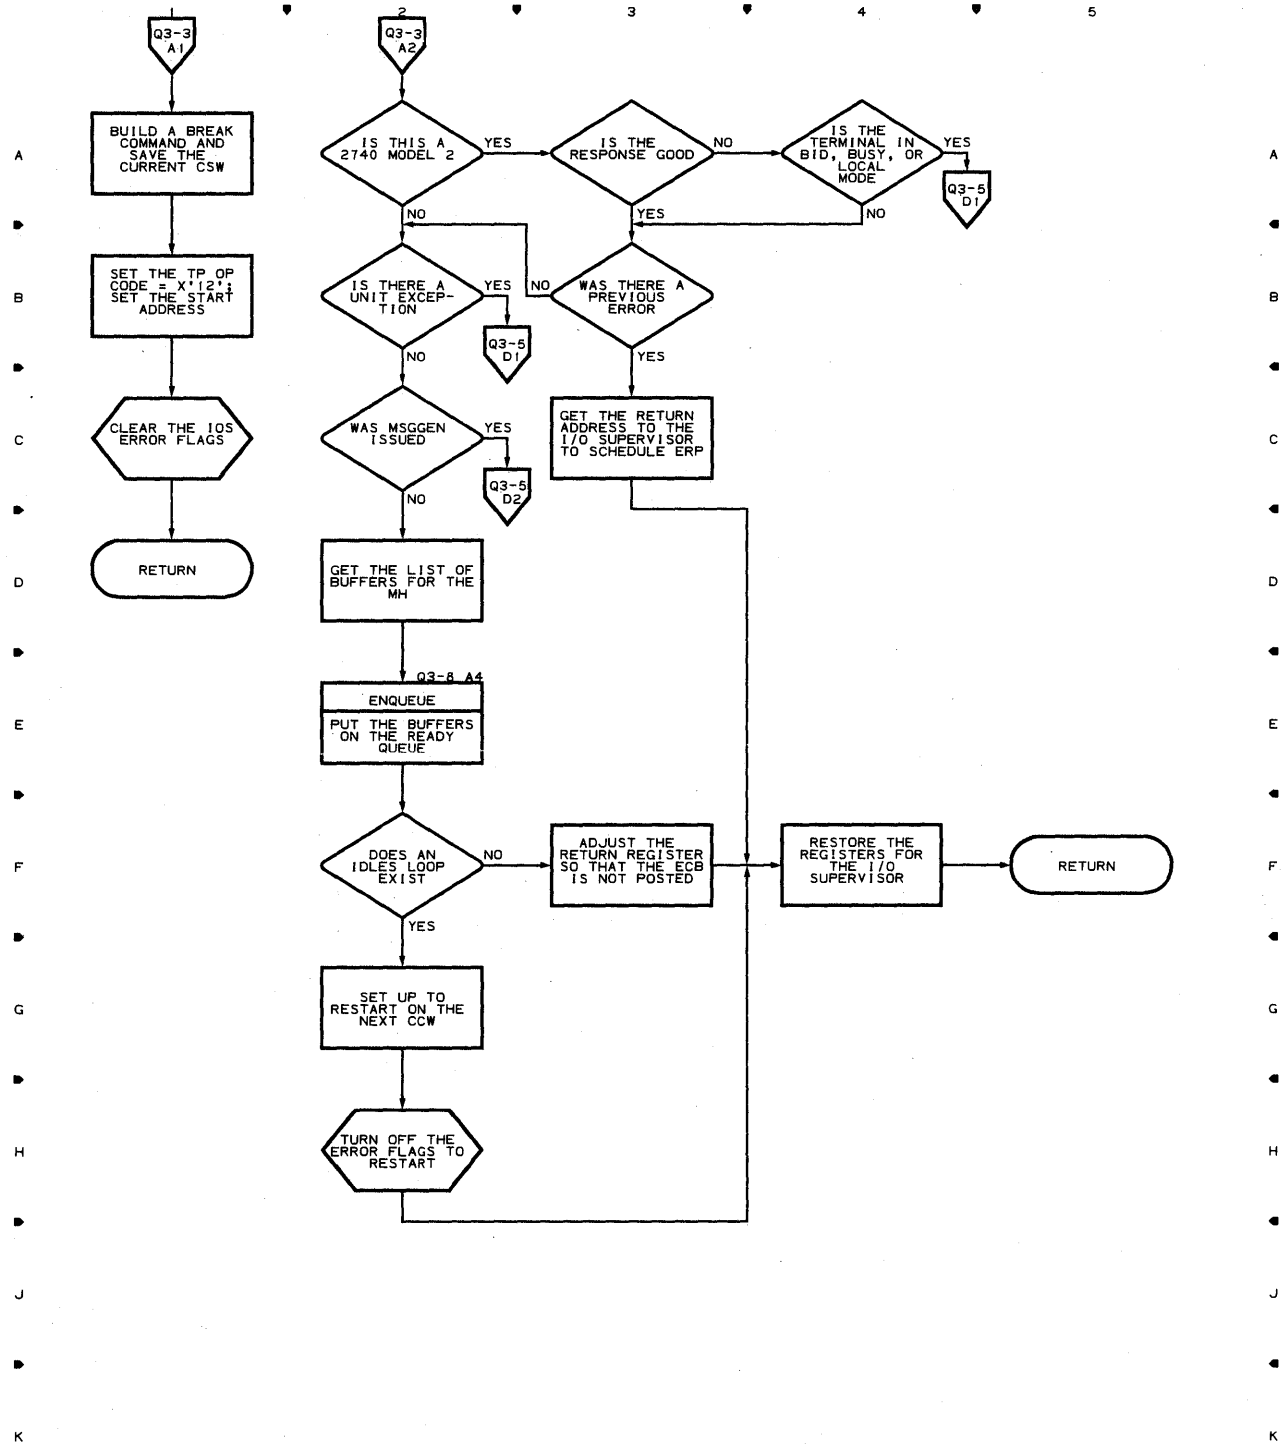 1
2
3
4
5
Q3-3
A1
Q3-3
A2
A
BUILD A BREAK
COMMAND AND
SAVE THE
CURRENT CSW
IS THIS A
2740 MODEL 2
YES
NO
IS THE
RESPONSE GOOD
NO
YES
IS THE
TERMINAL IN
BID, BUSY, OR
LOCAL
MODE
YES
NO
Q3-5
D1
A
B
SET THE TP OP
CODE = X'12';
SET THE START
ADDRESS
IS THERE A
UNIT EXCEP-
TION
YES
NO
Q3-5
D1
NO
WAS THERE A
PREVIOUS
ERROR
YES
B
C
CLEAR THE IOS
ERROR FLAGS
WAS MSGGEN
ISSUED
YES
NO
Q3-5
D2
GET THE RETURN
ADDRESS TO THE
I/O SUPERVISOR
TO SCHEDULE ERP
C
D
RETURN
GET THE LIST OF
BUFFERS FOR THE
MH
D
Q3-8 A4
E
ENQUEUE
PUT THE BUFFERS
ON THE READY
QUEUE
E
F
DOES AN
IDLES LOOP
EXIST
NO
YES
ADJUST THE
RETURN REGISTER
SO THAT THE ECB
IS NOT POSTED
RESTORE THE
REGISTERS FOR
THE I/O
SUPERVISOR
RETURN
F
G
SET UP TO
RESTART ON THE
NEXT CCW
G
H
TURN OFF THE
ERROR FLAGS TO
RESTART
H
J
J
K
K